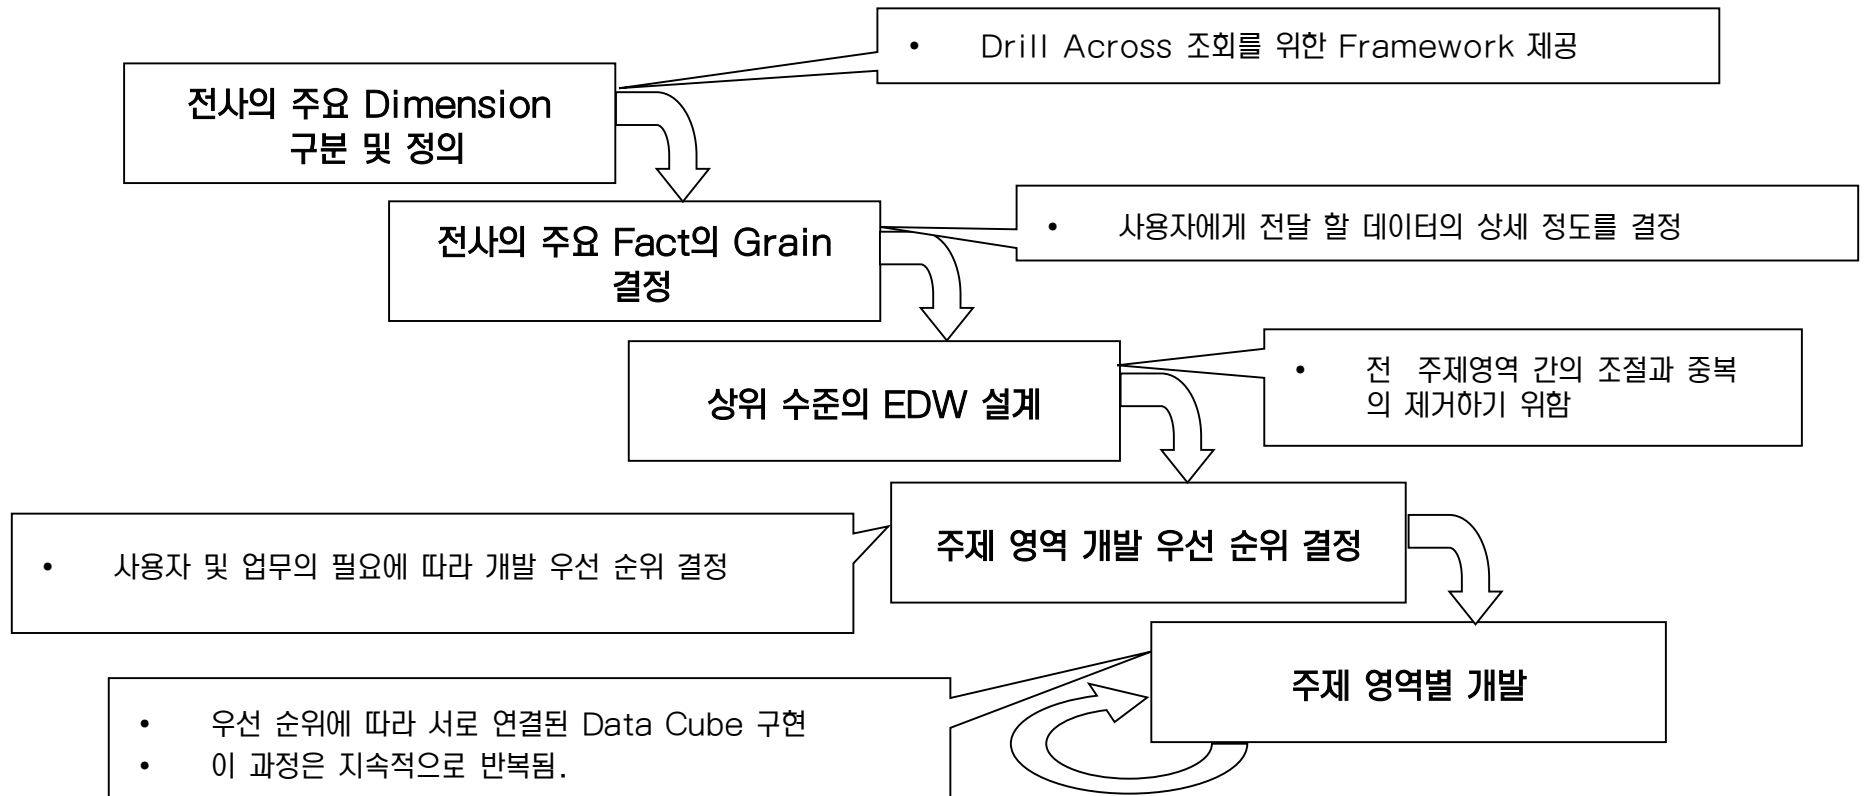 • Drill Across 조회를 위한 Framework 제공
전사의 주요 Dimension
구분 및 정의
• 사용자에게 전달 할 데이터의 상세 정도를 결정
전사의 주요 Fact의 Grain
결정
• 전 주제영역 간의 조절과 중복
의 제거하기 위함
상위 수준의 EDW 설계
주제 영역 개발 우선 순위 결정
• 사용자 및 업무의 필요에 따라 개발 우선 순위 결정
주제 영역별 개발
• 우선 순위에 따라 서로 연결된 Data Cube 구현
• 이 과정은 지속적으로 반복됨.